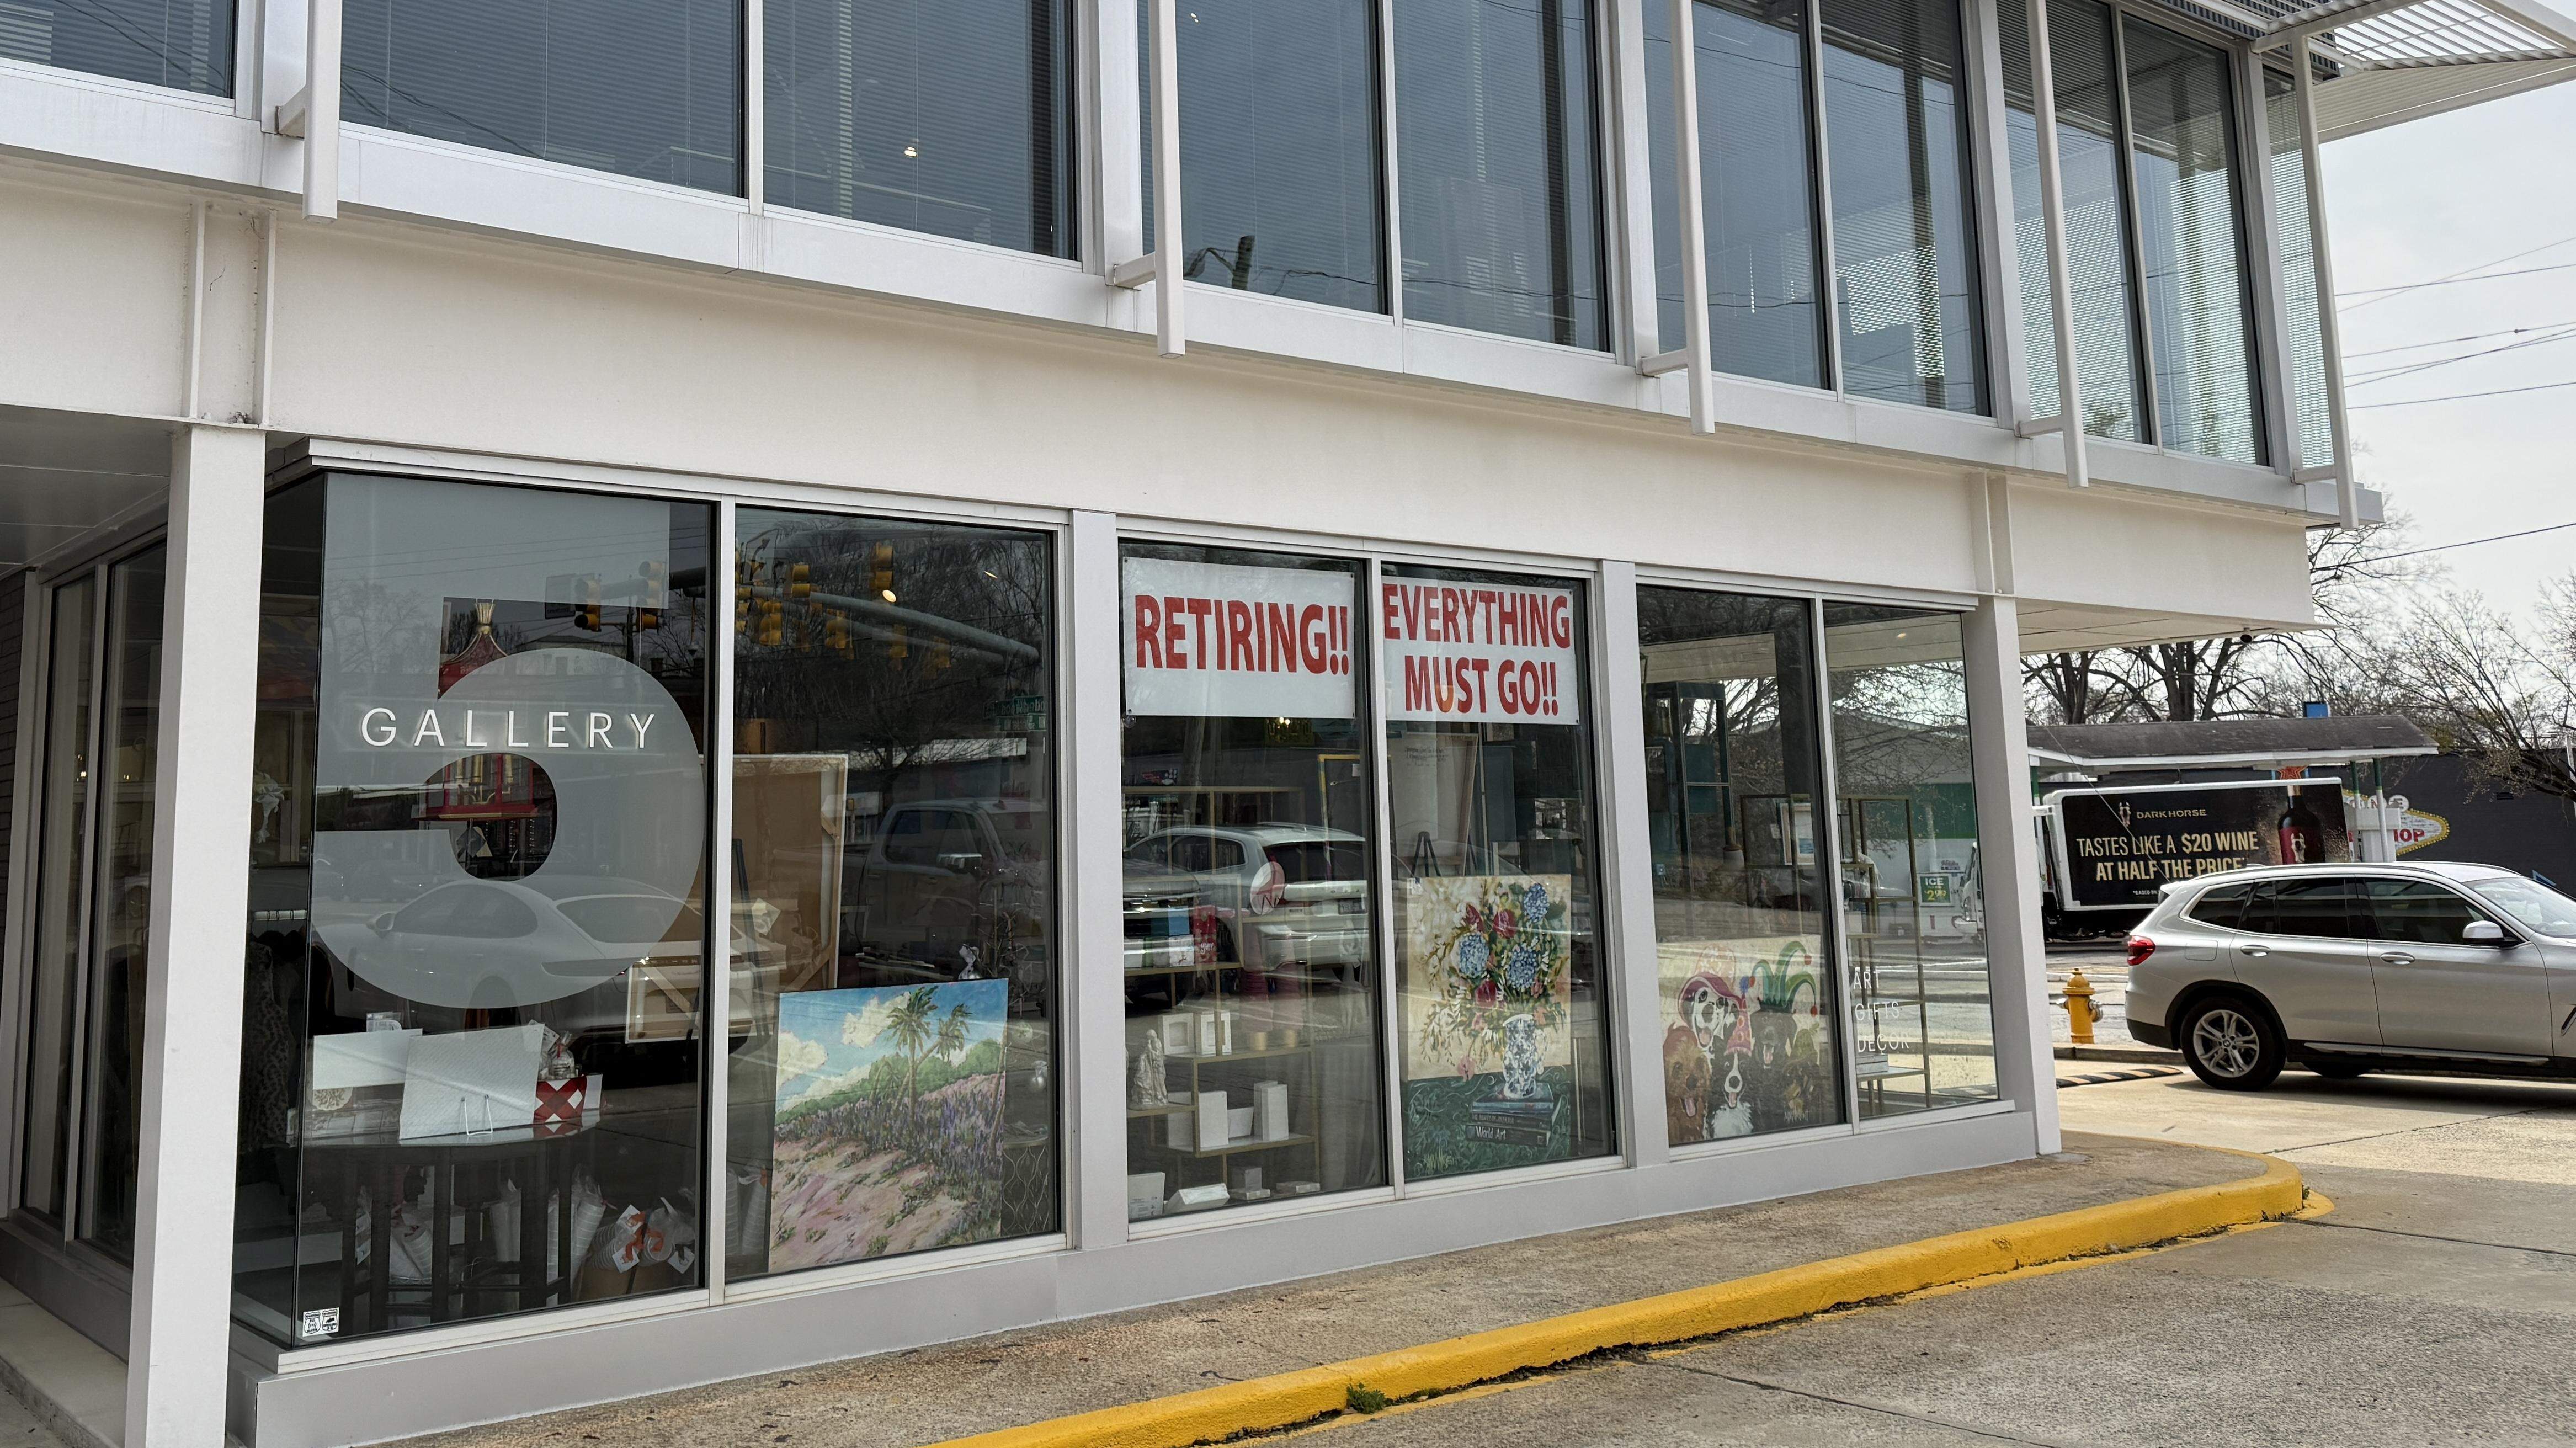 5
GALLERY
RETIRING!!
EVERYTHING
MUST GO!!
ART
GIFTS
DECOR
World Art
ICE
DARK HORSE
TASTES LIKE A $20 WINE
AT HALF THE PRICE*